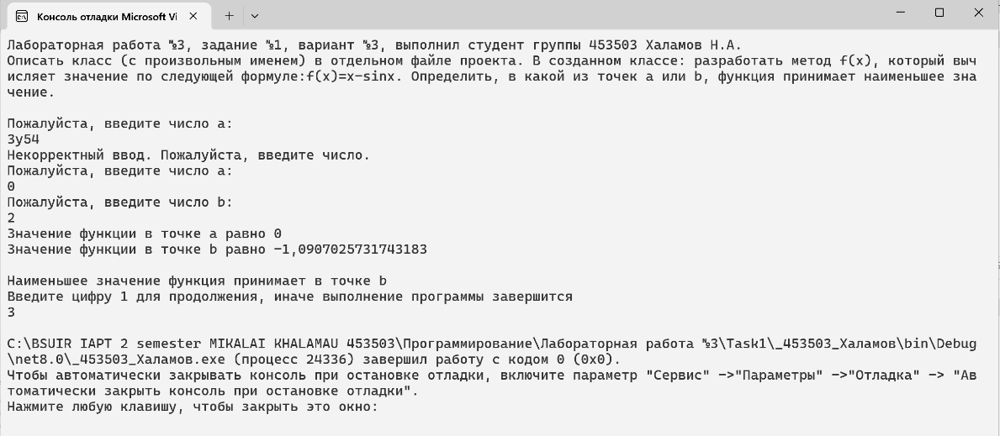 Консоль отладки Microsoft Vi
Лабораторная работа №3, задание №1, вариант №3, выполнил студент группы 453503 Халамов Н.А.
Описать класс (с произвольным именем) в отдельном файле проекта. В созданном классе: разработать метод f(x), который выч
исляет значение по следующей формуле:f(x)=x-sinx. Определить, в какой из точек a или b, функция принимает наименьшее зна
чение.
Пожалуйста, введите число a:
3y54
Некорректный ввод. Пожалуйста, введите число.
Пожалуйста, введите число a:
0
Пожалуйста, введите число b:
2
Значение функции в точке a равно 0
Значение функции в точке b равно -1,0907025731743183
Наименьшее значение функция принимает в точке b
Введите цифру 1 для продолжения, иначе выполнение программы завершится
3
C:\BSUIR IAPT 2 semester MIKALAI KHALAMAU 453503\Программирование\Лабораторная работа №3\Task1\_453503_Халамов\bin\Debug
\net8.0\_453503_Халамов.exe (процесс 24336) завершил работу с кодом 0 (0x0).
Чтобы автоматически закрывать консоль при остановке отладки, включите параметр "Сервис" ->"Параметры" ->"Отладка" -> "Ав
томатически закрыть консоль при остановке отладки".
Нажмите любую клавишу, чтобы закрыть это окно: